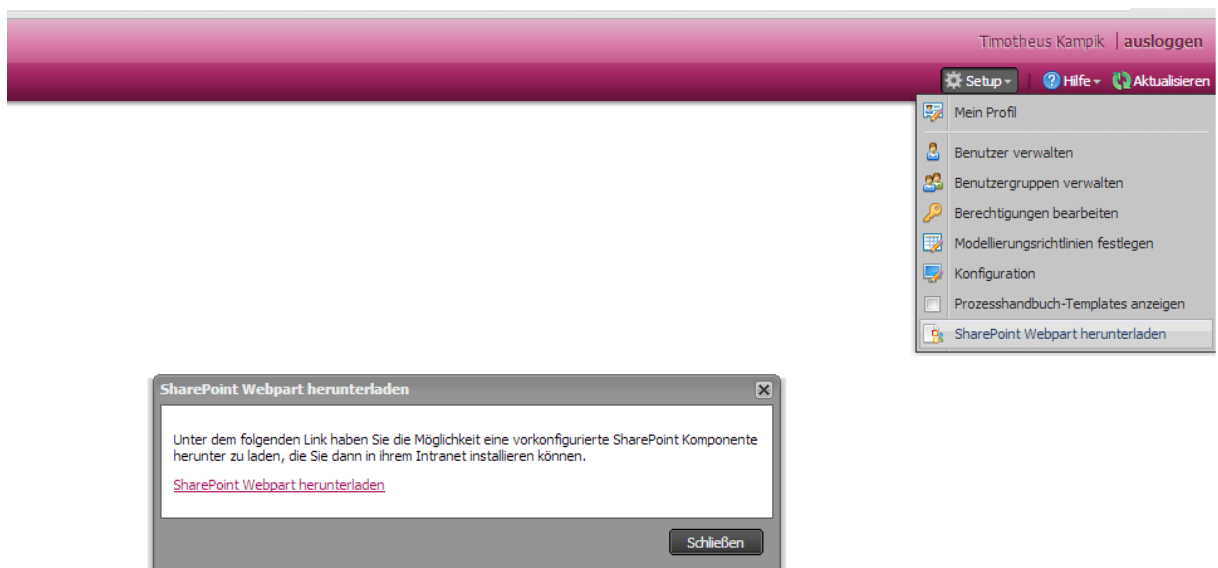 Timotheus Kampik | ausloggen
Setup Hilfe Aktualisieren
Mein Profil
Benutzer verwalten
Benutzergruppen verwalten
Berechtigungen bearbeiten
Modellierungsrichtlinien festlegen
Konfiguration
Prozesshandbuch-Templates anzeigen
SharePoint Webpart herunterladen
SharePoint Webpart herunterladen
Unter dem folgenden Link haben Sie die Möglichkeit eine vorkonfigurierte SharePoint Komponente
herunter zu laden, die Sie dann in ihrem Intranet installieren können.
SharePoint Webpart herunterladen
Schließen